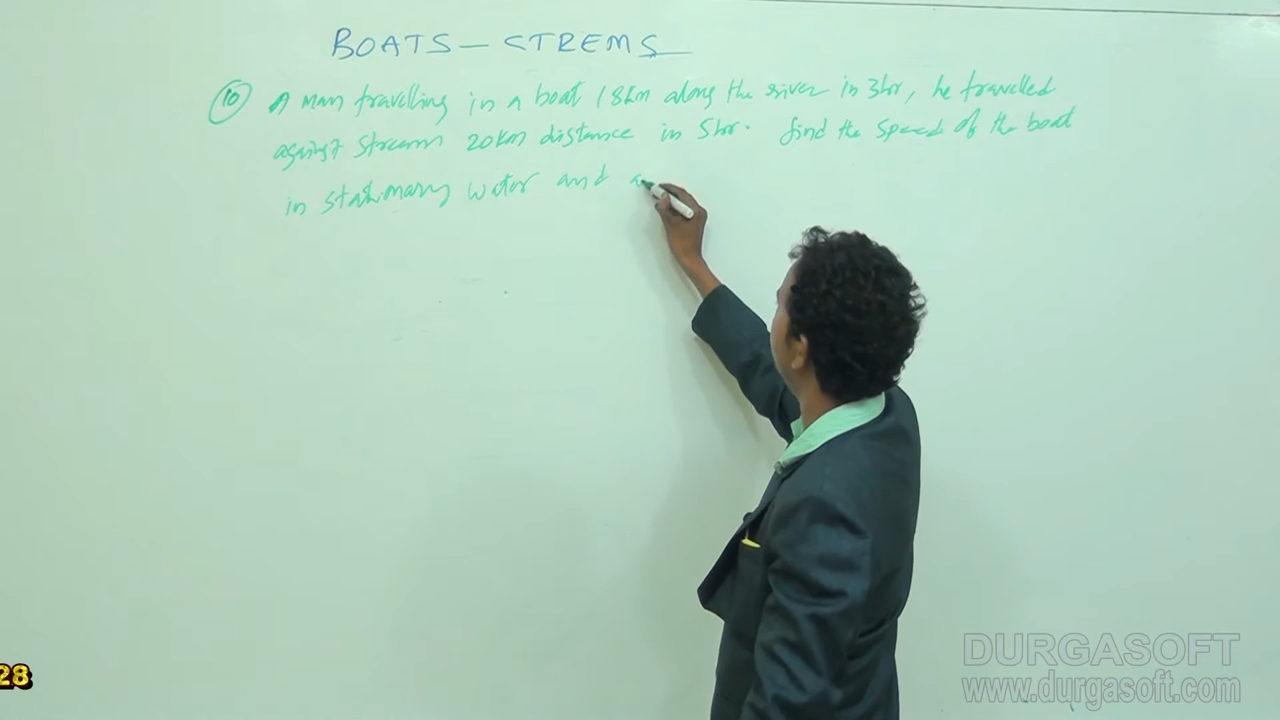 BOATS - STREMS
10 A man travelling in a boat 18km along the river in 3hr, he travelled
against stream 20km distance in 5hr. find the speed of the boat
in stationary water and
28
DURGASOFT
www.durgasoft.com